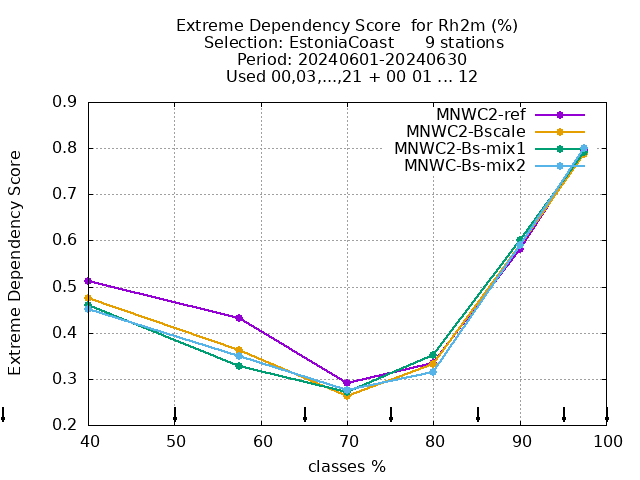 Extreme Dependency Score  for Rh2m (%)
Selection: EstoniaCoast      9 stations
Period: 20240601-20240630
Used 00,03,...,21 + 00 01 ... 12
MNWC2-ref
MNWC2-Bscale
MNWC2-Bs-mix1
MNWC-Bs-mix2
Extreme Dependency Score
0.9
0.8
0.7
0.6
0.5
0.4
0.3
0.2
40 50 60 70 80 90 100
classes %